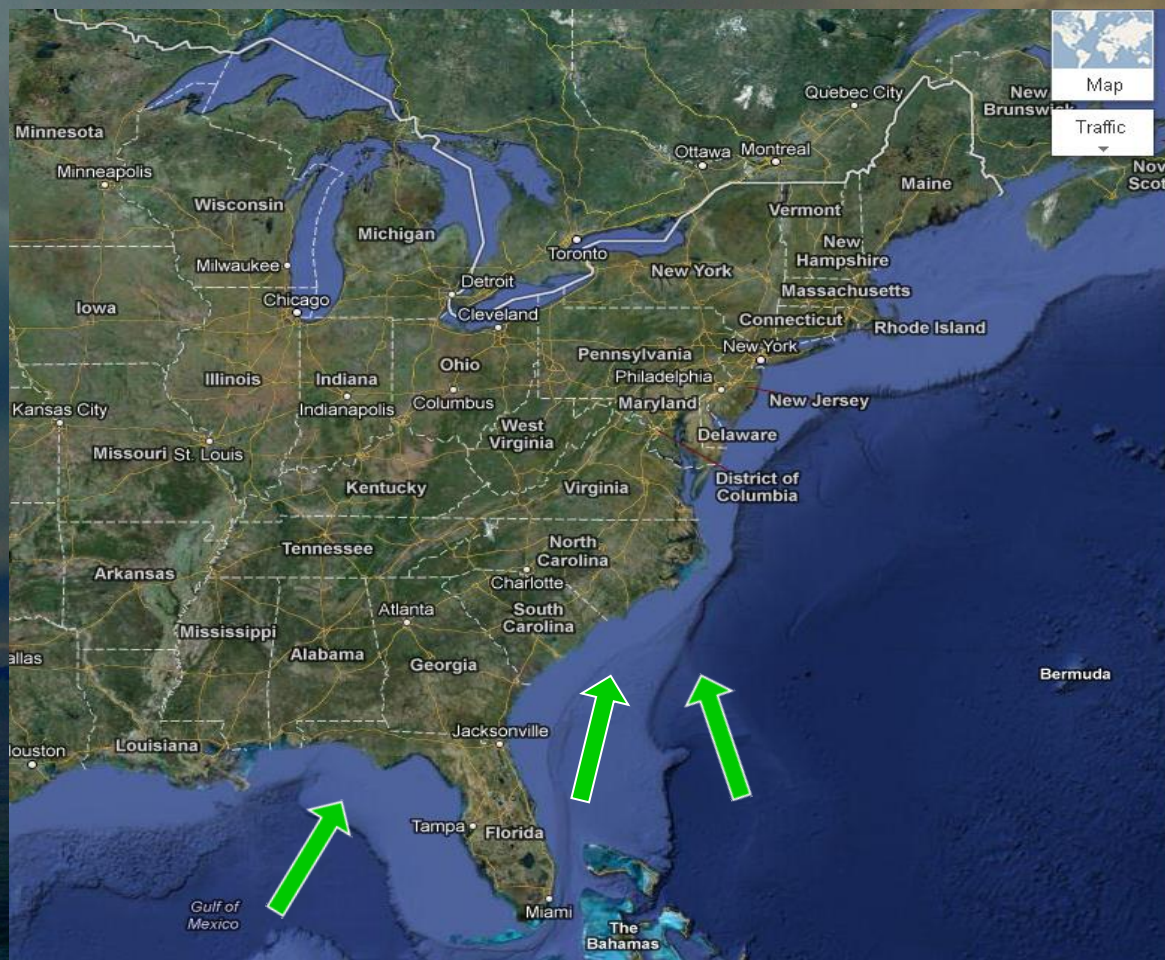 Map
Traffic
Quebec City
New
Brunswick
Minnesota
Ottawa
Montreal
Minneapolis
Nov
Scot
Maine
Wisconsin
Vermont
Michigan
New
Hampshire
Toronto
Milwaukee
New York
Detroit
Massachusetts
Chicago
Iowa
Cleveland
Connecticut
Rhode Island
New York
Pennsylvania
Ohio
Illinois
Indiana
Philadelphia
Kansas City
Indianapolis
Columbus
Maryland
New Jersey
West
Virginia
Delaware
Missouri
St. Louis
District of
Columbia
Kentucky
Virginia
Tennessee
North
Carolina
Arkansas
Charlotte
Atlanta
South
Carolina
Mississippi
Alabama
Georgia
allas
Bermuda
Jacksonville
Louisiana
ouston
Tampa
Florida
Gulf of
Mexico
Miami
The
Bahamas